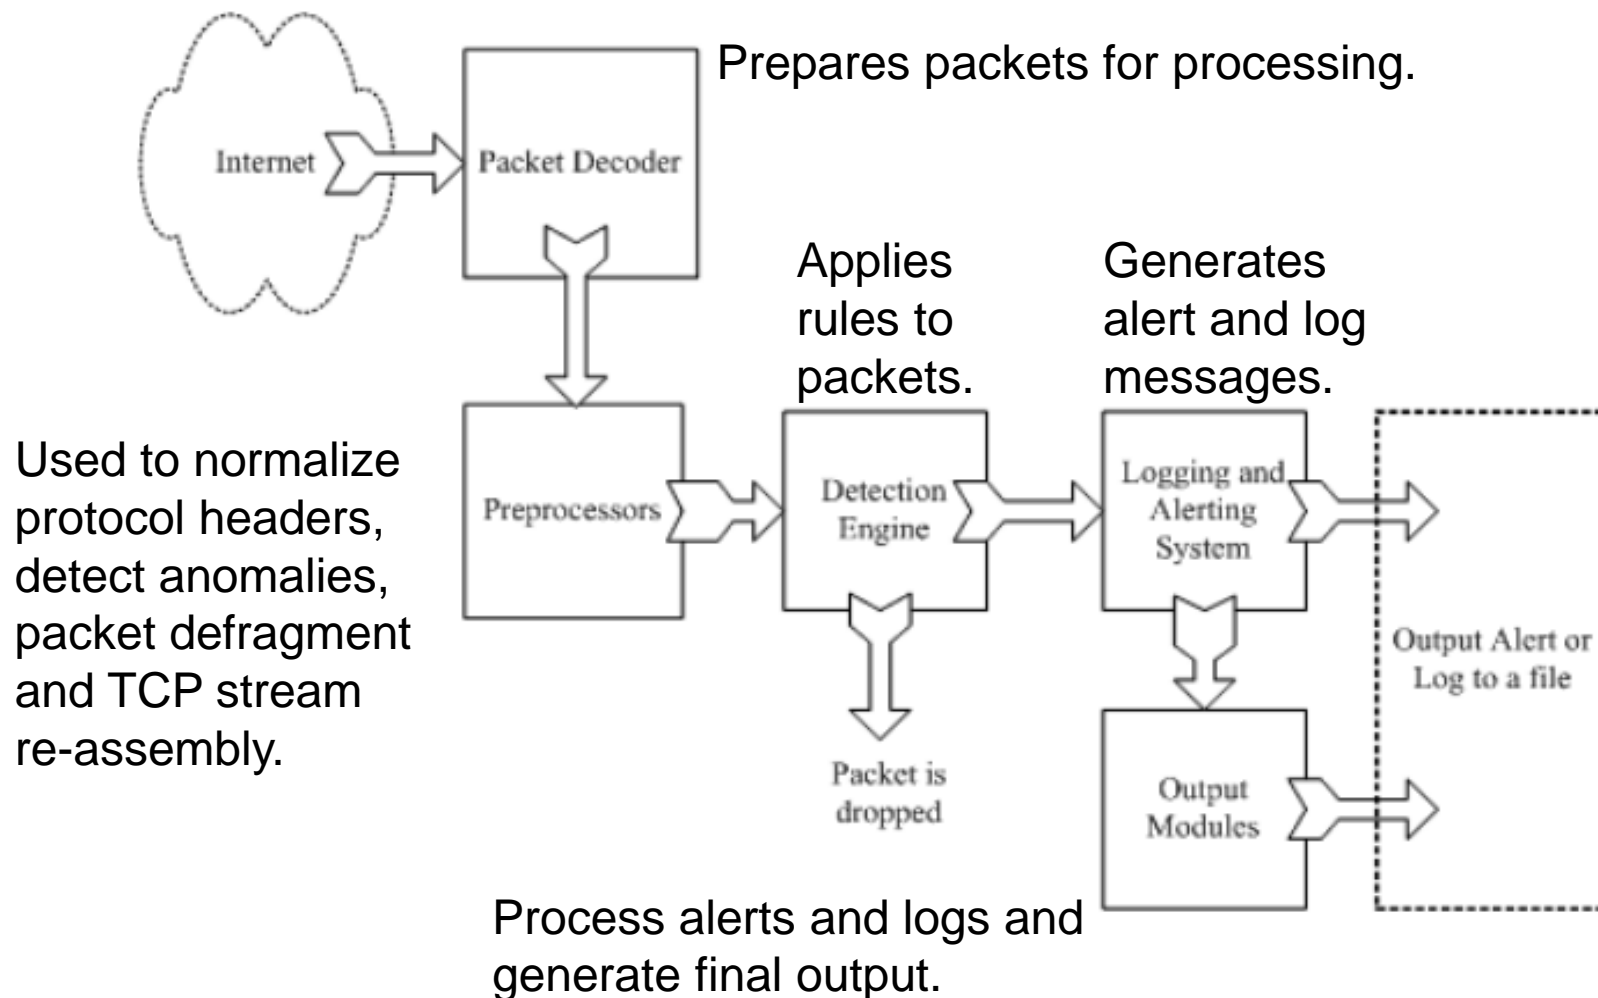 Prepares packets for processing.
Internet
Packet Decoder
Applies
rules to
packets.
Generates
alert and log
messages.
Used to normalize
protocol headers,
detect anomalies,
packet defragment
and TCP stream
re-assembly.
Preprocessors
Detection
Engine
Logging and
Alerting
System
Output Alert or
Log to a file
Packet is
dropped
Output
Modules
Process alerts and logs and
generate final output.